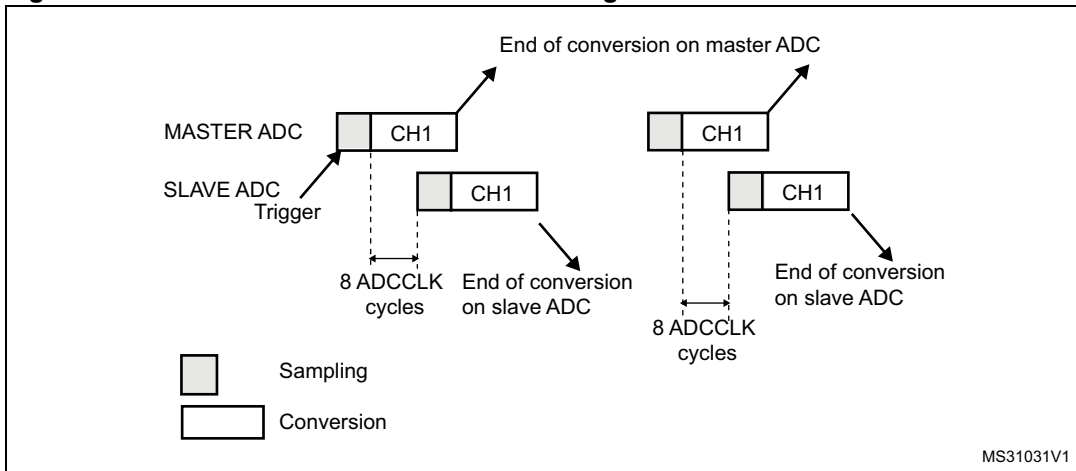 End of conversion on master ADC
MASTER ADC
CH1
CH1
SLAVE ADC
CH1
CH1
Trigger
8 ADCCLK
cycles
End of conversion
on slave ADC
8 ADCCLK
cycles
End of conversion
on slave ADC
Sampling
Conversion
MS31031V1